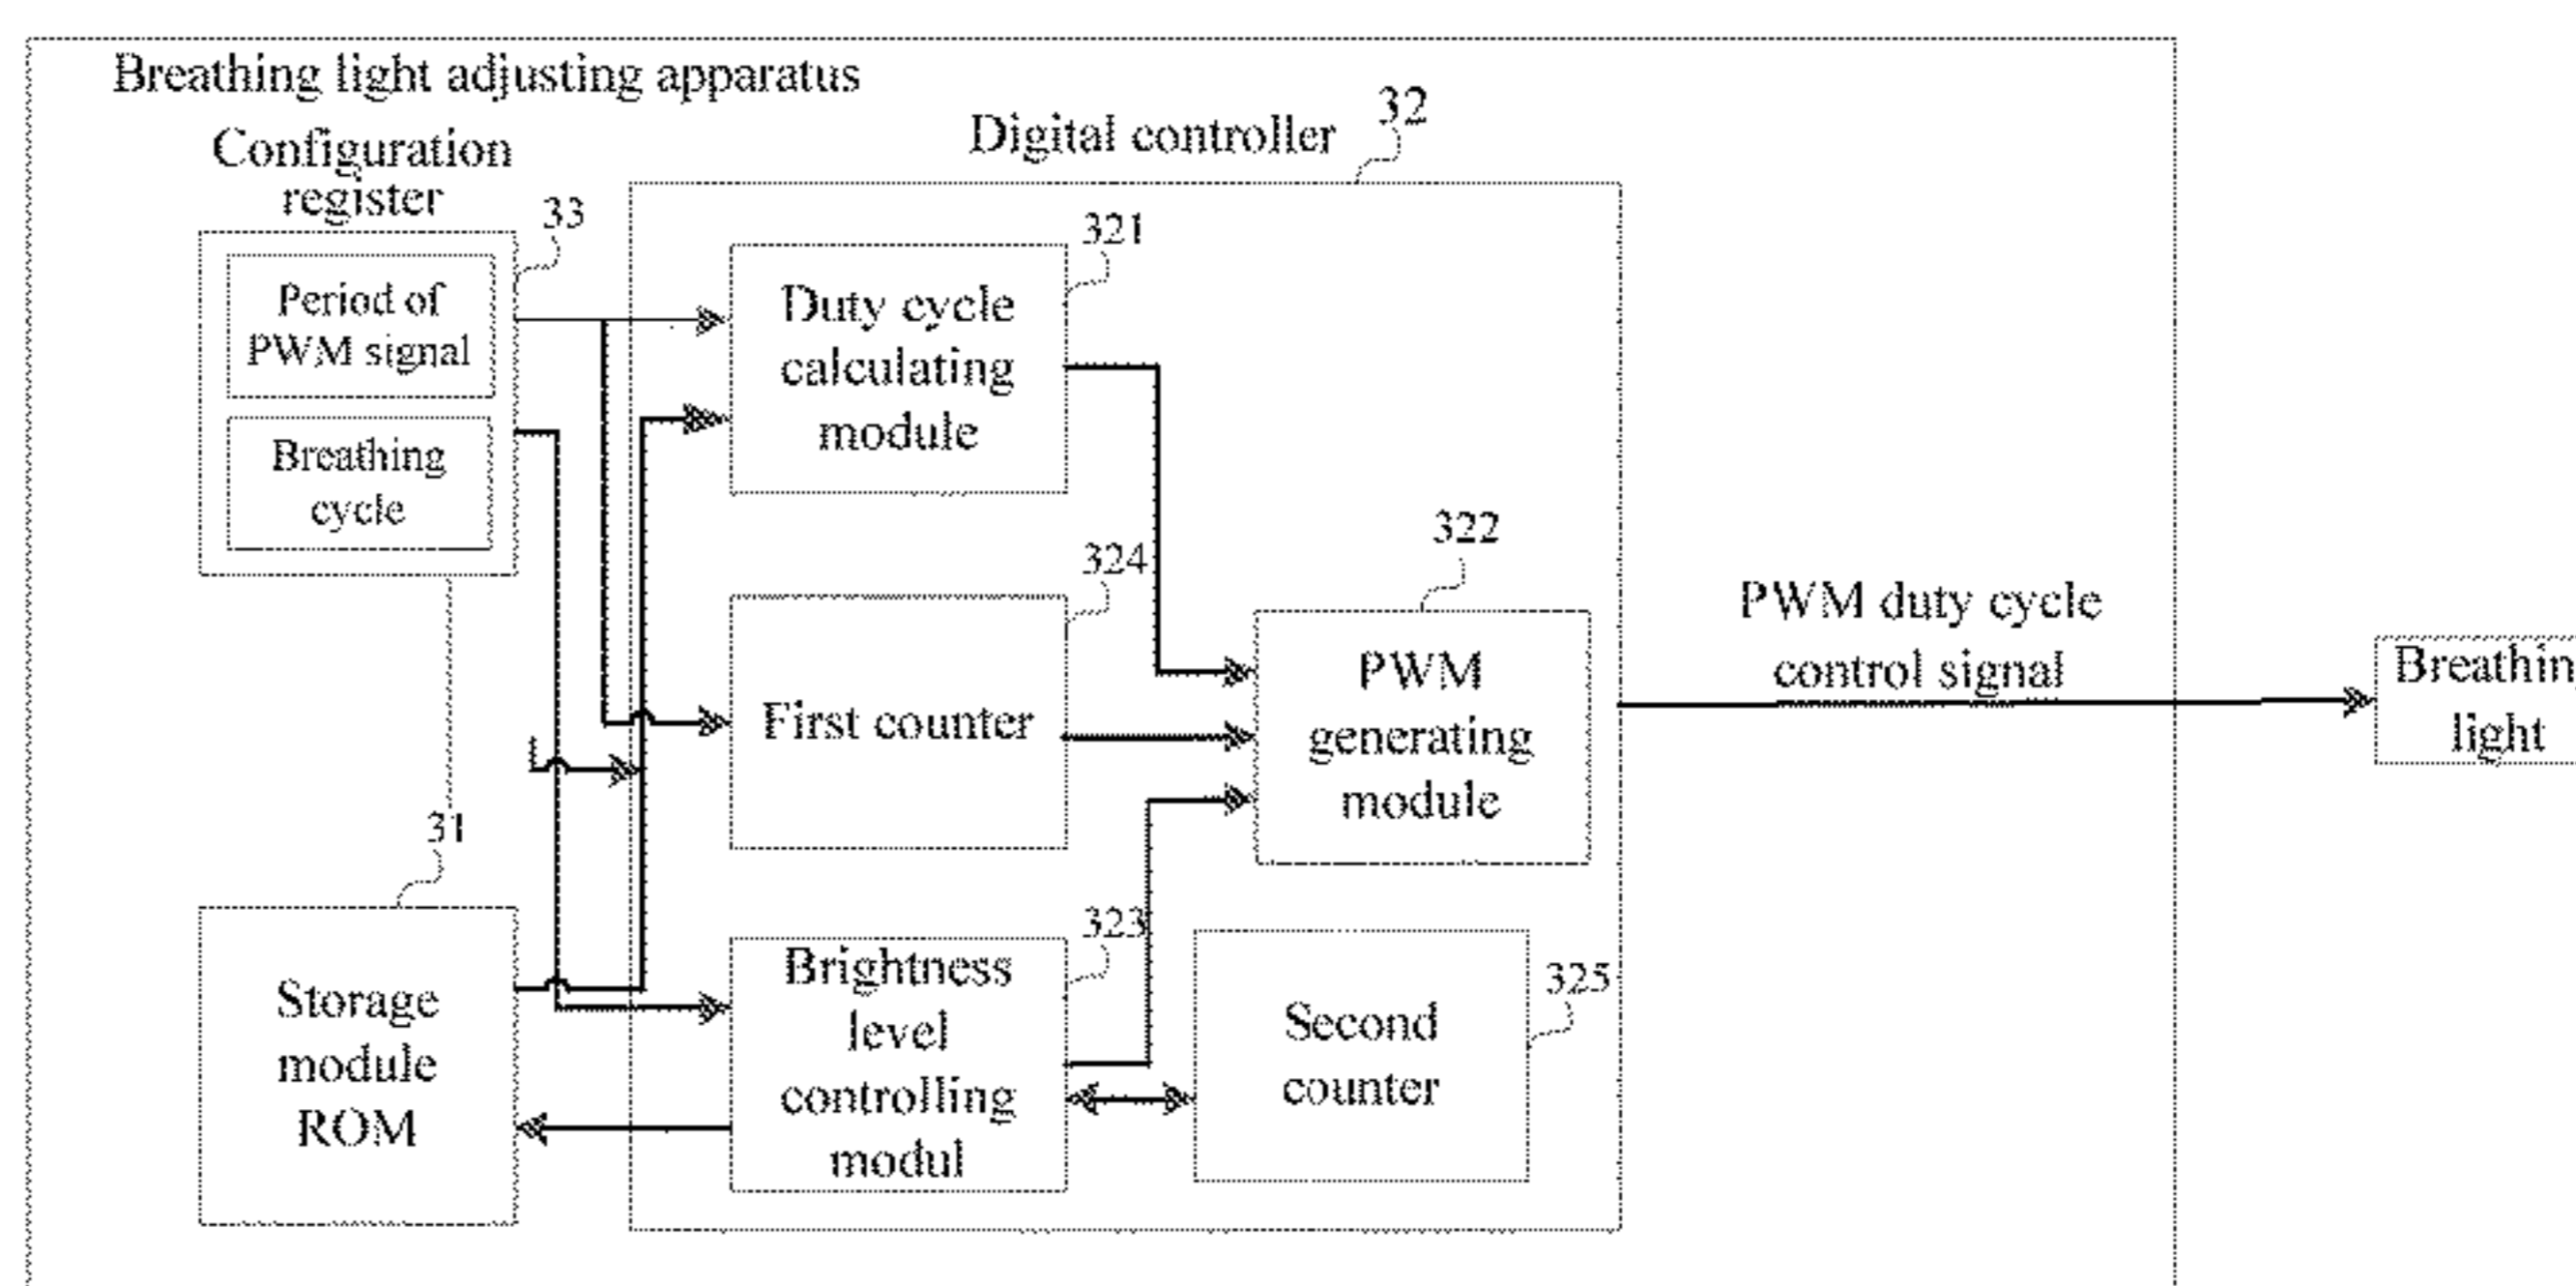 Breathing light adjusting apparatus
Configuration
register
33
Period of
PWM signal
Breathing
cycle
Digital controller
32
321
Duty cycle
calculating
module
324
First counter
322
PWM
generating
module
PWM duty cycle
control signal
Breathin
light
31
Storage
module
ROM
323
Brightness
level
controlling
modul
325
Second
counter